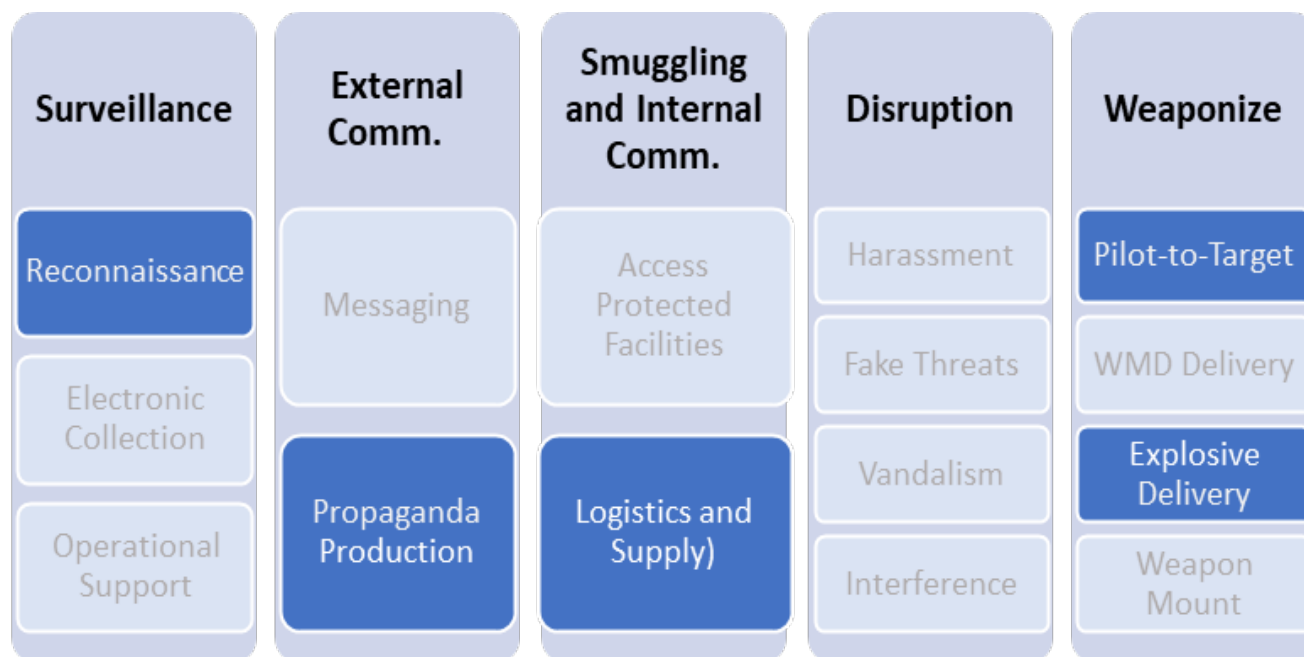 Surveillance
Reconnaissance
Electronic
Collection
Operational
Support
External
Comm.
Messaging
Propaganda
Production
Smuggling
and Internal
Comm.
Access
Protected
Facilities
Logistics and
Supply)
Disruption
Harassment
Fake Threats
Vandalism
Interference
Weaponize
Pilot-to-Target
WMD Delivery
Explosive
Delivery
Weapon
Mount